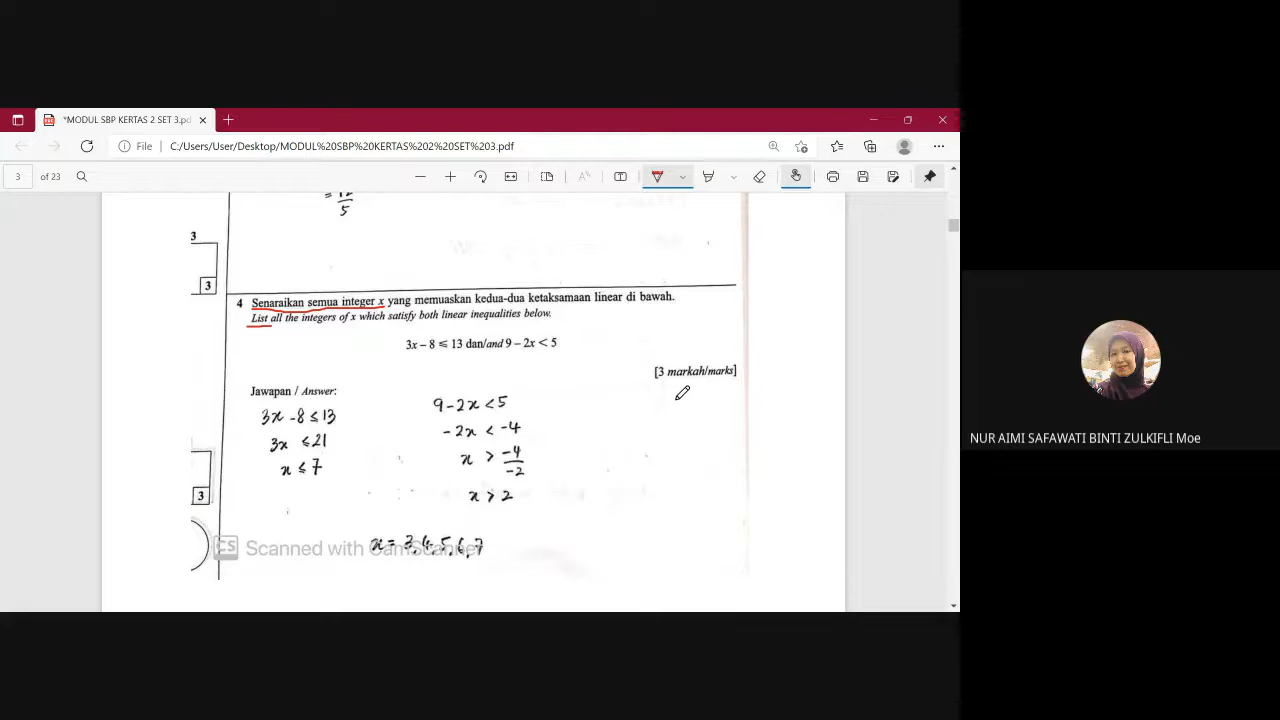 *MODUL SBP KERTAS 2 SET 3.pd
File C:/Users/User/Desktop/MODUL%20SBP%20KERTAS%202%20SET%203.pdf
3 of 23
= 12
5
3
3
4 Senaraikan semua integer x yang memuaskan kedua-dua ketaksamaan linear di bawah.
List all the integers of x which satisfy both linear inequalities below.
3x – 8 ⩽ 13 dan/and 9 – 2x < 5
[3 markah/marks]
Jawapan / Answer:
3x - 8 ≤ 13
3x ≤ 21
x ≤ 7
9 - 2x < 5
- 2x < -4
x > -4
-2
x > 2
3
x = 3, 4, 5, 6, 7
CS Scanned with CamScanner
NUR AIMI SAFAWATI BINTI ZULKIFLI Moe